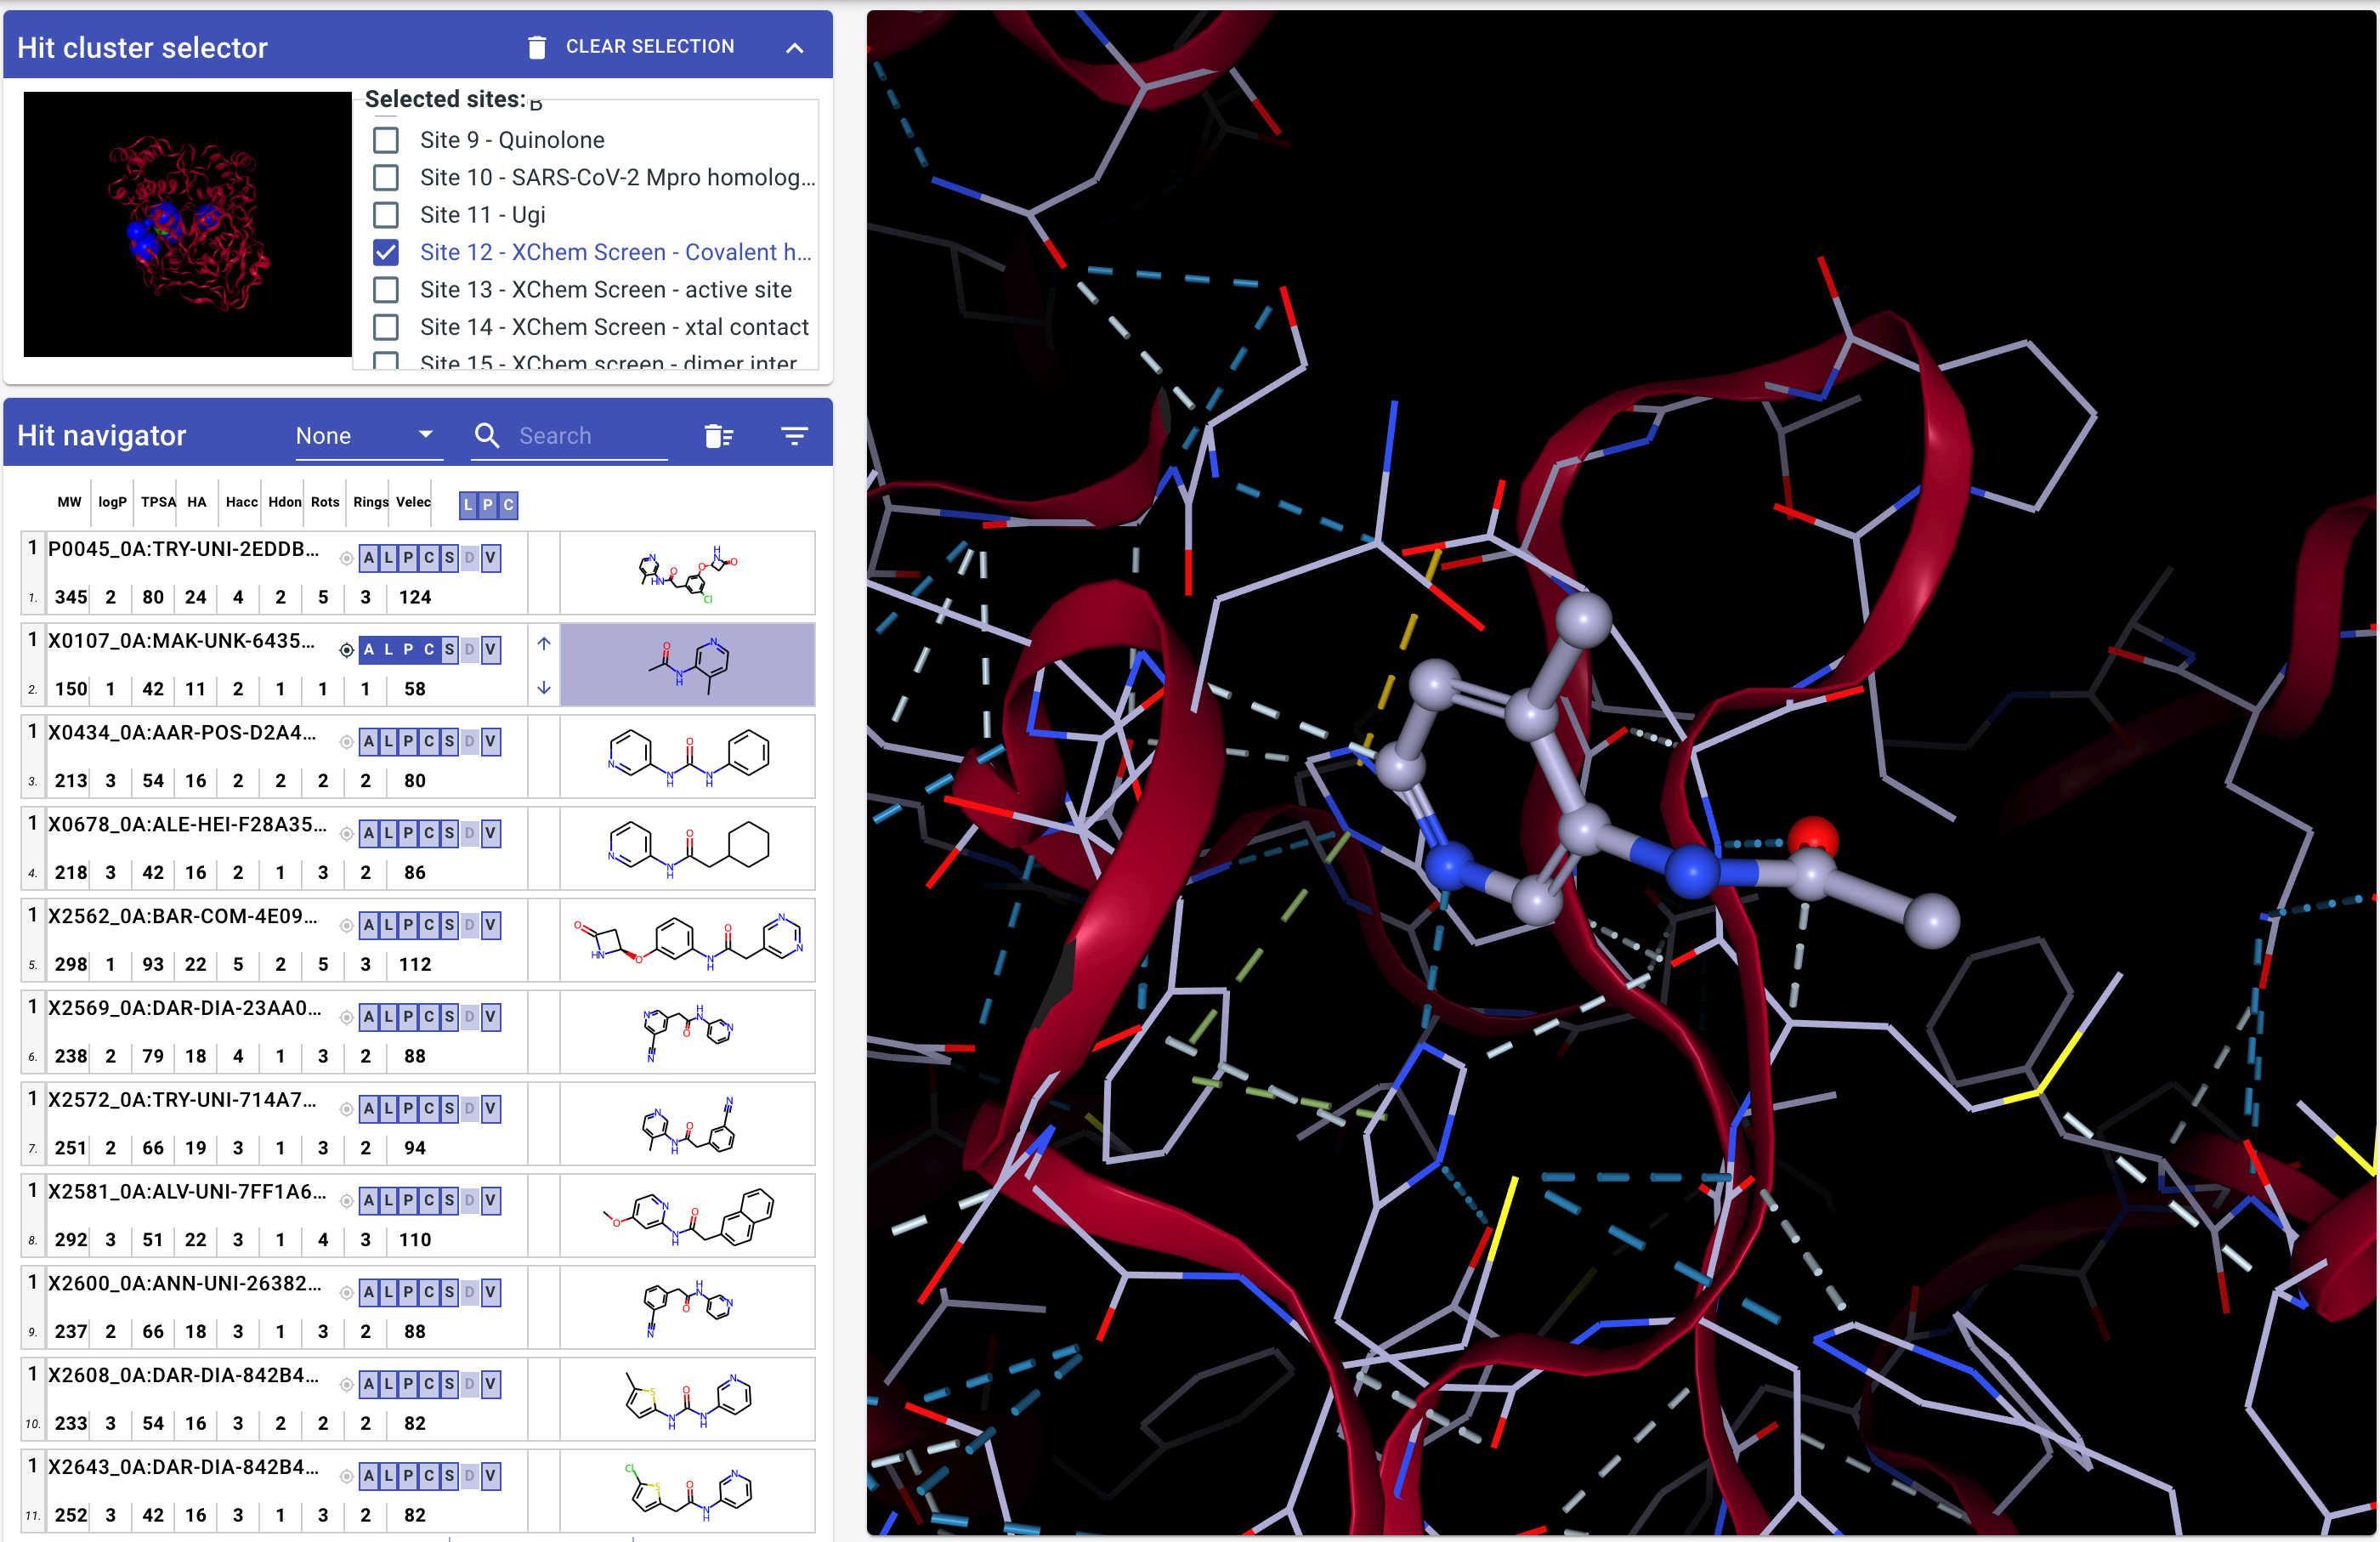 Hit cluster selector CLEAR SELECTION
Selected sites:
Site 9 - Quinolone
Site 10 - SARS-CoV-2 Mpro homolog...
Site 11 - Ugi
Site 12 - XChem Screen - Covalent h...
Site 13 - XChem Screen - active site
Site 14 - XChem Screen - xtal contact
Site 15 - XChem screen - dimer inter
Hit navigator None Search
MW logP TPSA HA Hacc Hdon Rots Rings Velec L P C
1 P0045_0A:TRY-UNI-2EDDB... A L P C S D V
1. 345 2 80 24 4 2 5 3 124
1 X0107_0A:MAK-UNK-6435... A L P C S D V
2. 150 1 42 11 2 1 1 1 58
1 X0434_0A:AAR-POS-D2A4... A L P C S D V
3. 213 3 54 16 2 2 2 2 80
1 X0678_0A:ALE-HEI-F28A35... A L P C S D V
4. 218 3 42 16 2 1 3 2 86
1 X2562_0A:BAR-COM-4E09... A L P C S D V
5. 298 1 93 22 5 2 5 3 112
1 X2569_0A:DAR-DIA-23AA0... A L P C S D V
6. 238 2 79 18 4 1 3 2 88
1 X2572_0A:TRY-UNI-714A7... A L P C S D V
7. 251 2 66 19 3 1 3 2 94
1 X2581_0A:ALV-UNI-7FF1A6... A L P C S D V
8. 292 3 51 22 3 1 4 3 110
1 X2600_0A:ANN-UNI-26382... A L P C S D V
9. 237 2 66 18 3 1 3 2 88
1 X2608_0A:DAR-DIA-842B4... A L P C S D V
10. 233 3 54 16 3 2 2 2 82
1 X2643_0A:DAR-DIA-842B4... A L P C S D V
11. 252 3 42 16 3 1 3 2 82